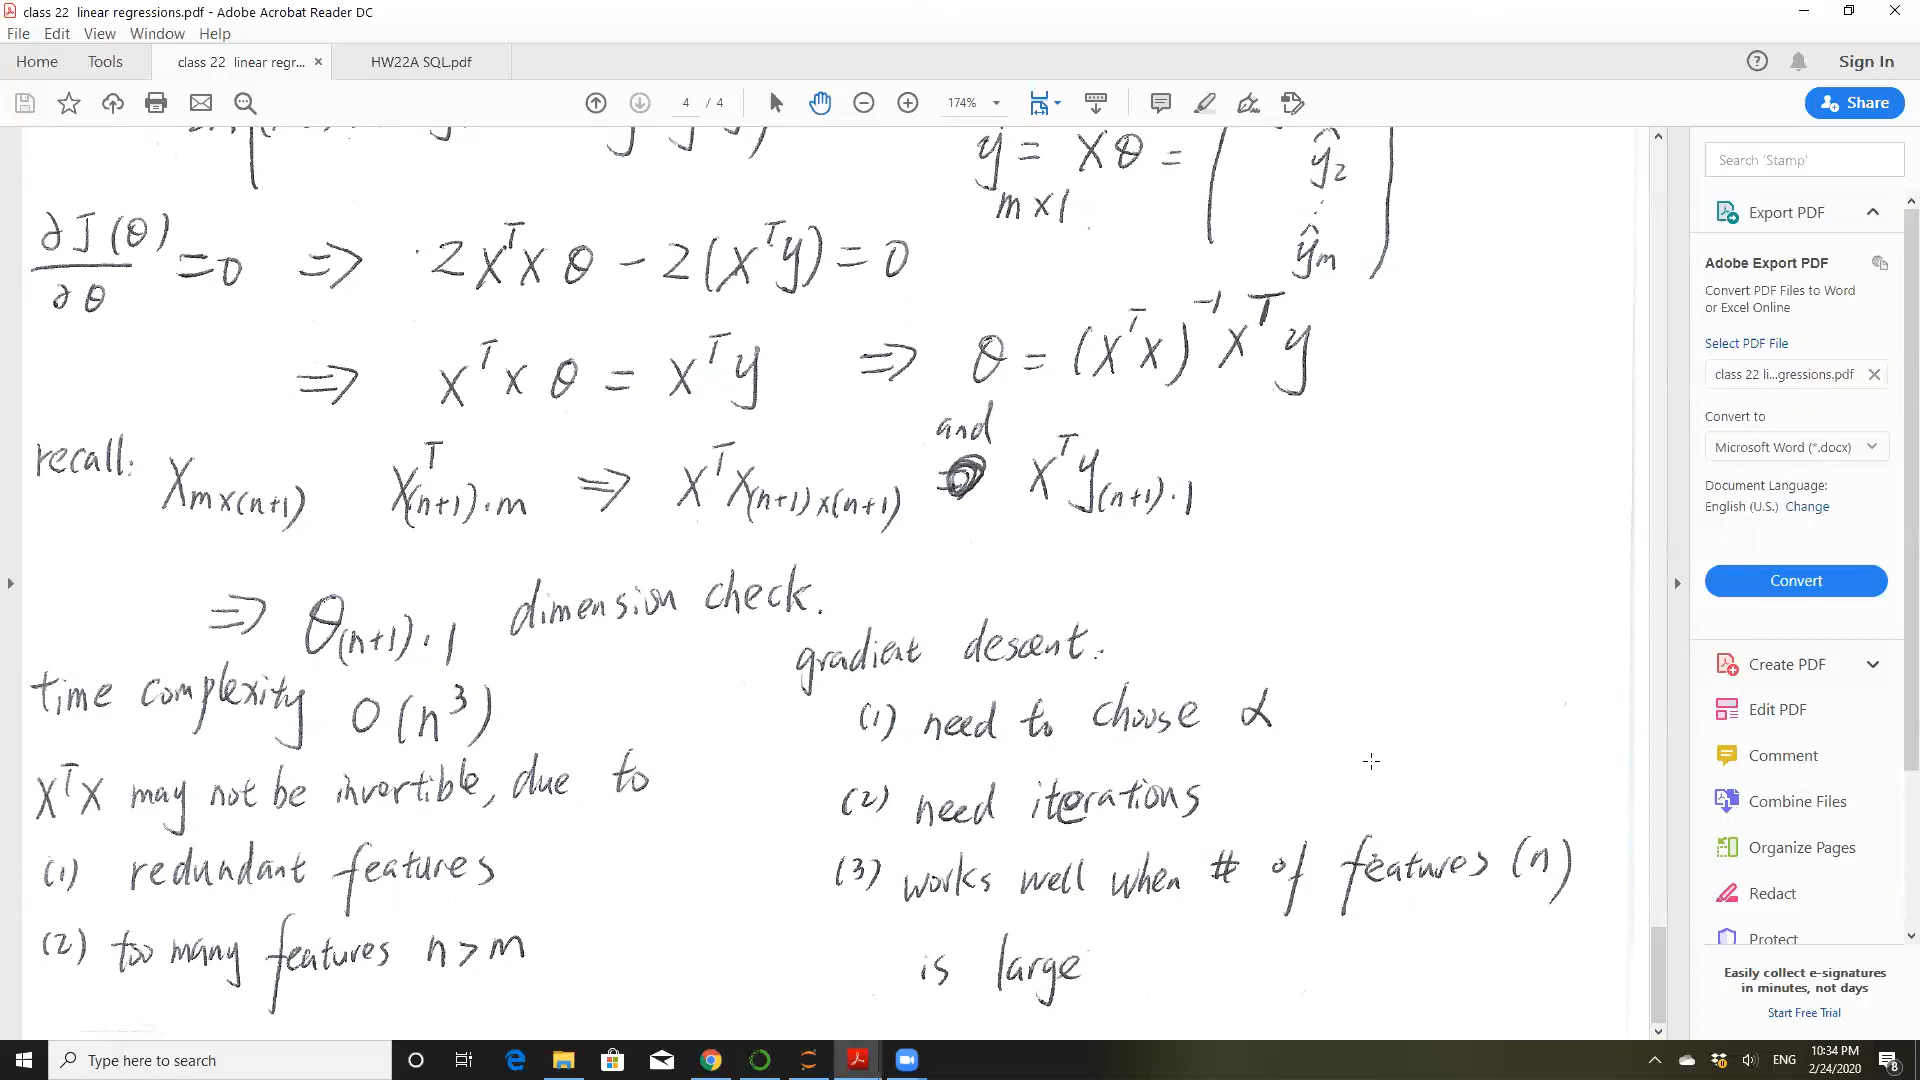 class 22  linear regressions.pdf - Adobe Acrobat Reader DC
File Edit View Window Help
Home Tools class 22  linear regr... × HW22A SQL.pdf Sign In
4 / 4 174% Share
ŷ = Xθ = ( ŷ₂
m×1 ⋮
ŷₘ )
∂J(θ)/∂θ = 0 ⇒ 2XᵀXθ − 2(Xᵀy) = 0
⇒ XᵀXθ = Xᵀy ⇒ θ = (XᵀX)⁻¹Xᵀy
and
recall: X m×(n+1) Xᵀ (n+1)·m ⇒ XᵀX (n+1)×(n+1) Xᵀy (n+1)·1
⇒ θ (n+1)·1 dimension check.
time complexity O(n³)
XᵀX may not be invertible, due to
(1) redundant features
(2) too many features n>m
gradient descent:
(1) need to choose α
(2) need iterations
(3) works well when # of features (n)
is large
Search 'Stamp'
Export PDF
Adobe Export PDF
Convert PDF Files to Word
or Excel Online
Select PDF File
class 22 li...gressions.pdf ×
Convert to
Microsoft Word (*.docx)
Document Language:
English (U.S.) Change
Convert
Create PDF
Edit PDF
Comment
Combine Files
Organize Pages
Redact
Protect
Easily collect e-signatures
in minutes, not days
Start Free Trial
Type here to search
ENG
10:34 PM
2/24/2020
8